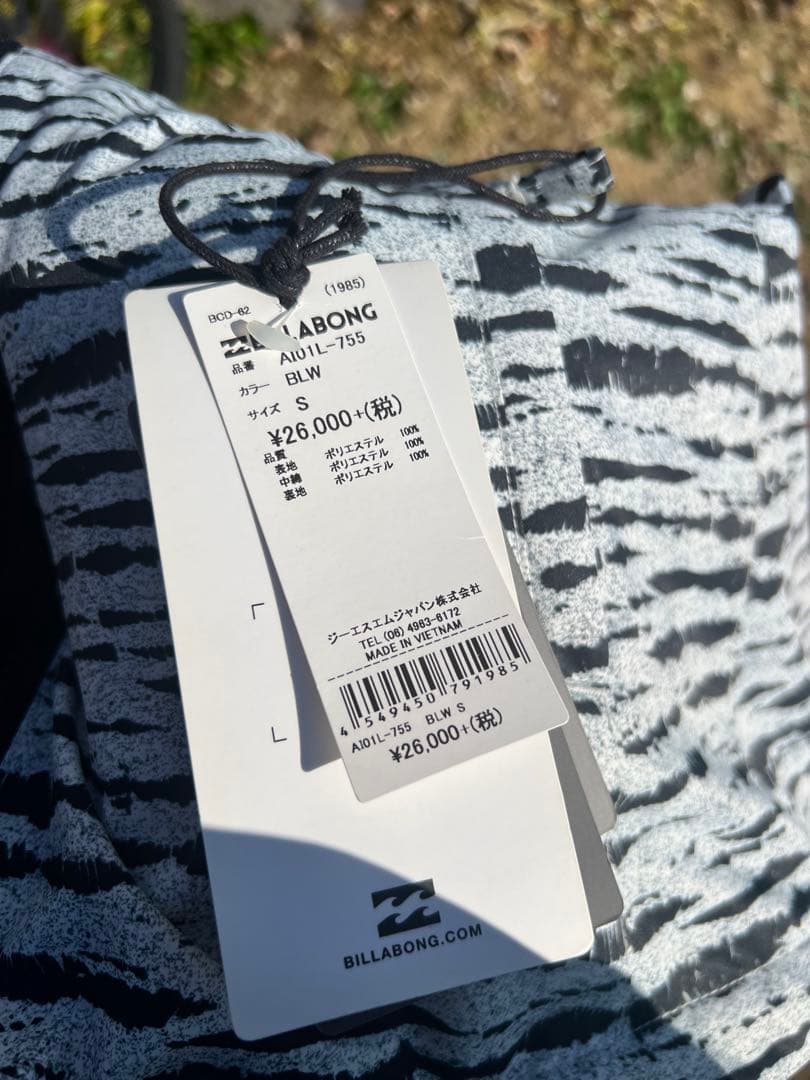 BCD-62 (1985)
BILLABONG
品番 AI01L-755
カラー BLW
サイズ S
¥26,000+(税)
品質
表地 ポリエステル 100%
中綿 ポリエステル 100%
裏地 ポリエステル 100%
ジーエスエムジャパン株式会社
TEL (06) 4963-6172
MADE IN VIETNAM
4 549450 791985
AI01L-755 BLW S
¥26,000+(税)
BILLABONG.COM